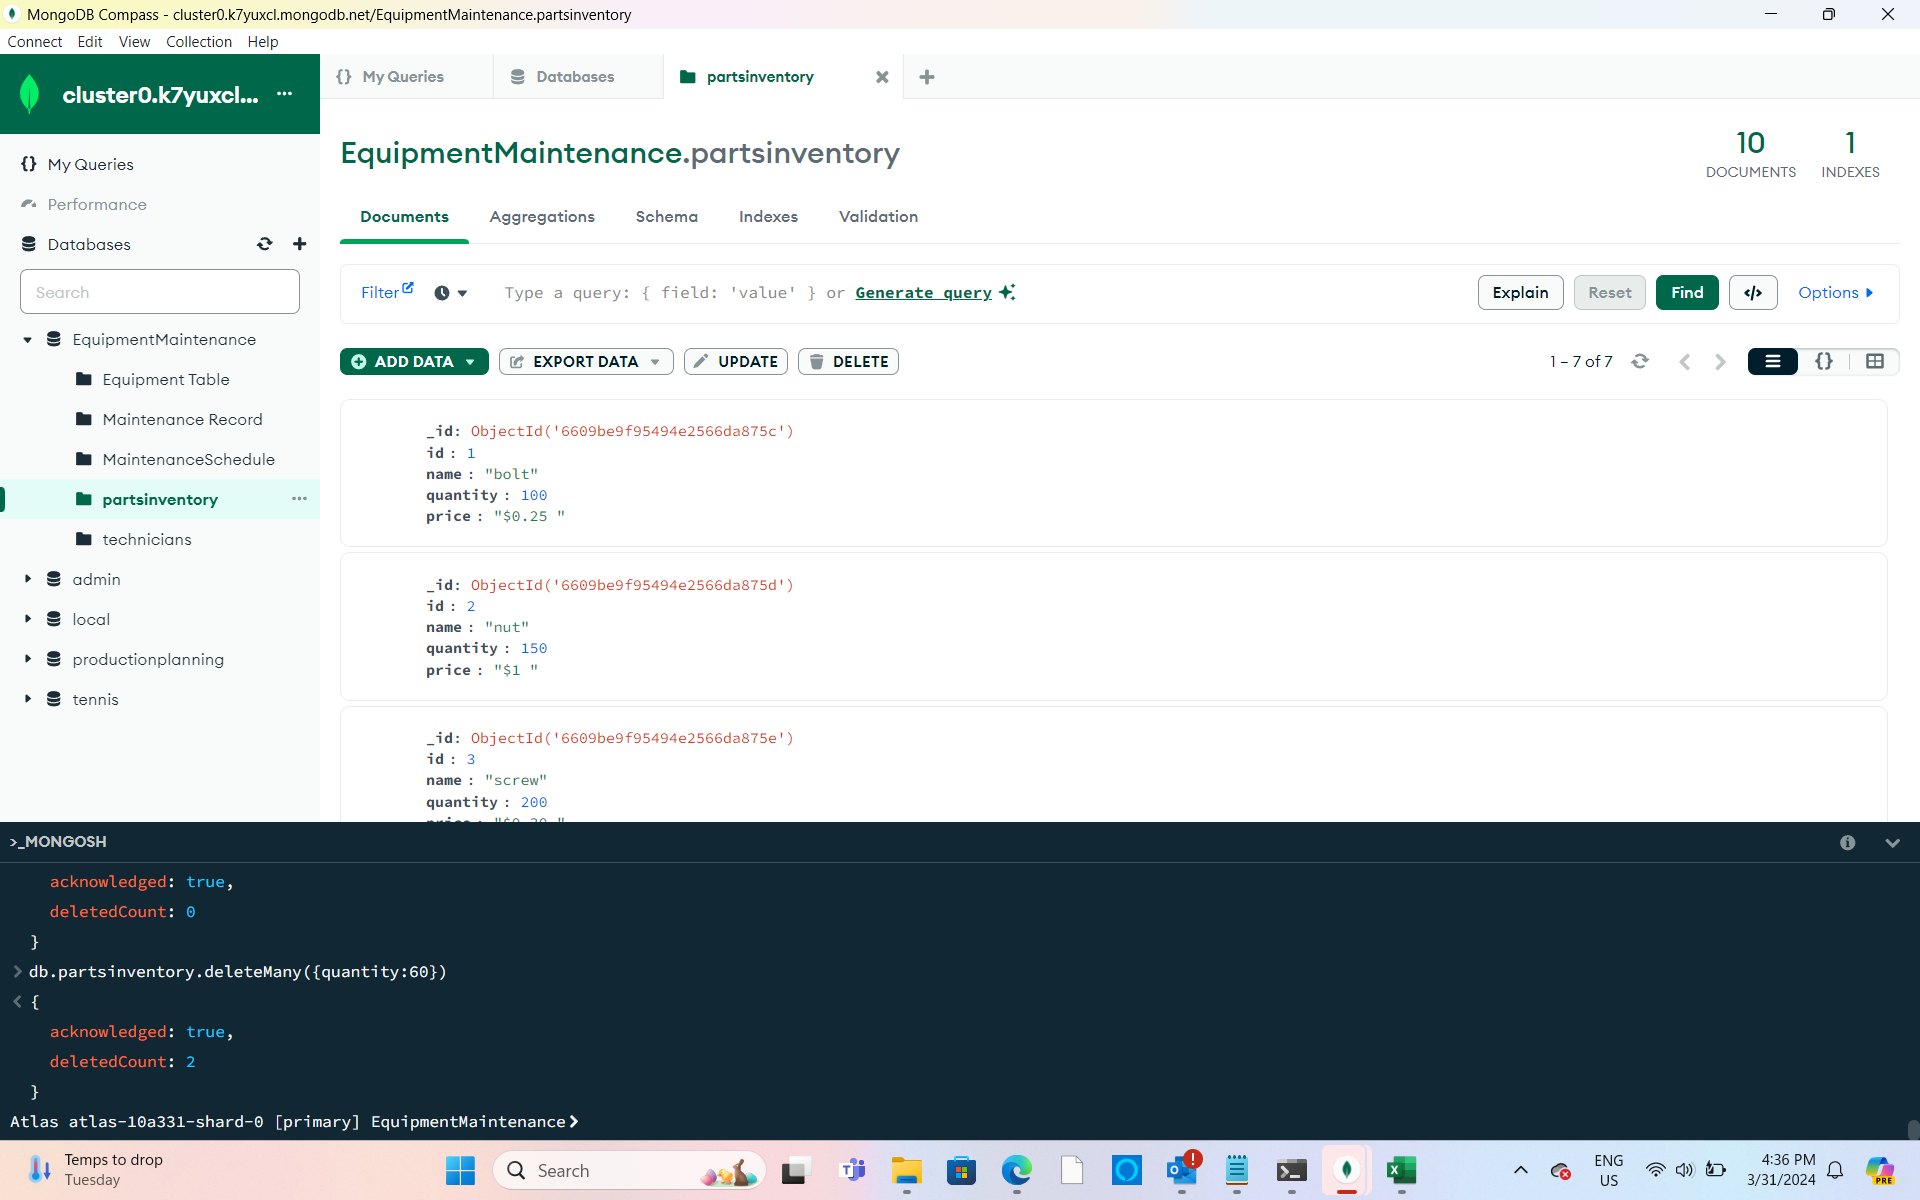 MongoDB Compass - cluster0.k7yuxcl.mongodb.net/EquipmentMaintenance.partsinventory
Connect Edit View Collection Help
cluster0.k7yuxcl... ...
{} My Queries
Databases
partsinventory
My Queries
Performance
Databases
Search
EquipmentMaintenance
Equipment Table
Maintenance Record
MaintenanceSchedule
partsinventory ...
technicians
admin
local
productionplanning
tennis
EquipmentMaintenance.partsinventory
10 DOCUMENTS
1 INDEXES
Documents Aggregations Schema Indexes Validation
Filter
Type a query: { field: 'value' } or Generate query
Explain Reset Find </> Options
ADD DATA EXPORT DATA UPDATE DELETE
1 – 7 of 7
{}
_id: ObjectId('6609be9f95494e2566da875c')
id : 1
name : "bolt"
quantity : 100
price : "$0.25 "
_id: ObjectId('6609be9f95494e2566da875d')
id : 2
name : "nut"
quantity : 150
price : "$1 "
_id: ObjectId('6609be9f95494e2566da875e')
id : 3
name : "screw"
quantity : 200
>_MONGOSH
acknowledged: true,
deletedCount: 0
}
> db.partsinventory.deleteMany({quantity:60})
< {
acknowledged: true,
deletedCount: 2
}
Atlas atlas-10a331-shard-0 [primary] EquipmentMaintenance>
Temps to drop
Tuesday
Search
ENG
US
4:36 PM
3/31/2024
PRE